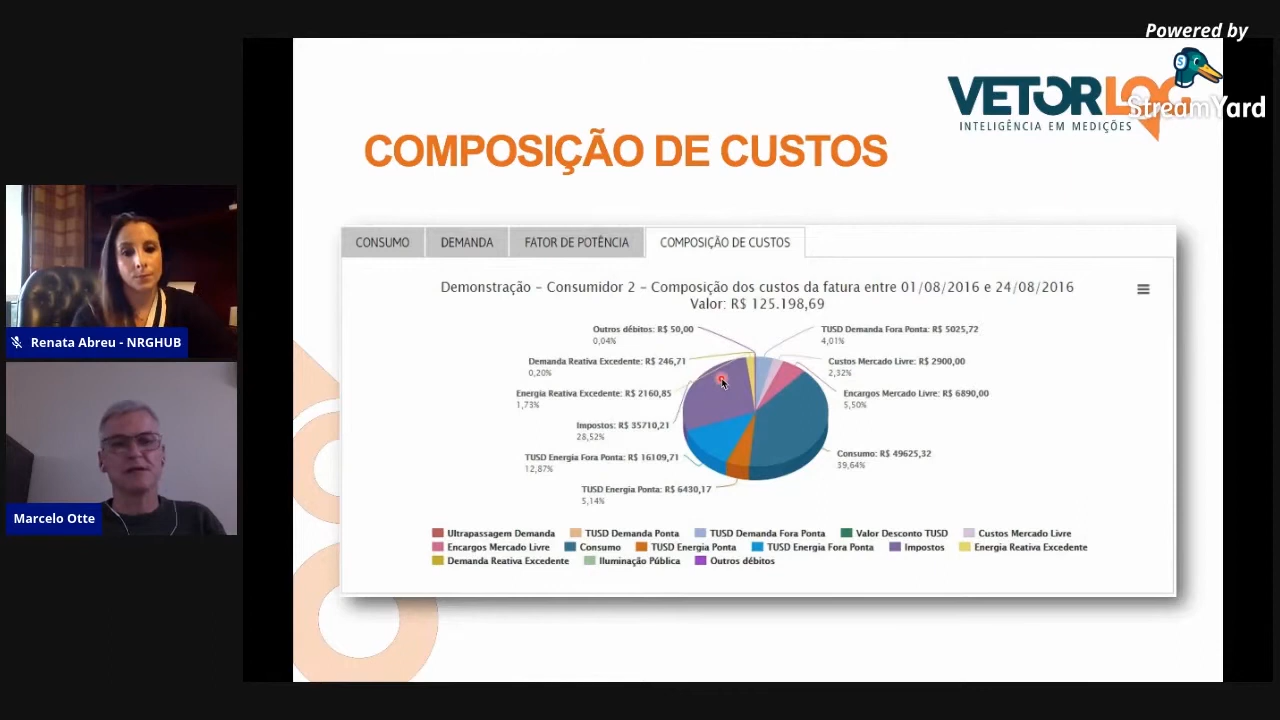 Powered by
StreamYard
VETORLOG
INTELIGÊNCIA EM MEDIÇÕES
COMPOSIÇÃO DE CUSTOS
CONSUMO
DEMANDA
FATOR DE POTÊNCIA
COMPOSIÇÃO DE CUSTOS
Demonstração - Consumidor 2 - Composição dos custos da fatura entre 01/08/2016 e 24/08/2016
Valor: R$ 125.198,69
Outros débitos: R$ 50,00
0,04%
Demanda Reativa Excedente: R$ 246,71
0,20%
Energia Reativa Excedente: R$ 2160,85
1,73%
Impostos: R$ 35710,21
28,52%
TUSD Energia Fora Ponta: R$ 16109,71
12,87%
TUSD Energia Ponta: R$ 6430,17
5,14%
TUSD Demanda Fora Ponta: R$ 5025,72
4,01%
Custos Mercado Livre: R$ 2900,00
2,32%
Encargos Mercado Livre: R$ 6890,00
5,50%
Consumo: R$ 49625,32
39,64%
Ultrapassagem Demanda TUSD Demanda Ponta TUSD Demanda Fora Ponta Valor Desconto TUSD Custos Mercado Livre
Encargos Mercado Livre Consumo TUSD Energia Ponta TUSD Energia Fora Ponta Impostos Energia Reativa Excedente
Demanda Reativa Excedente Iluminação Pública Outros débitos
Renata Abreu - NRGHUB
Marcelo Otte